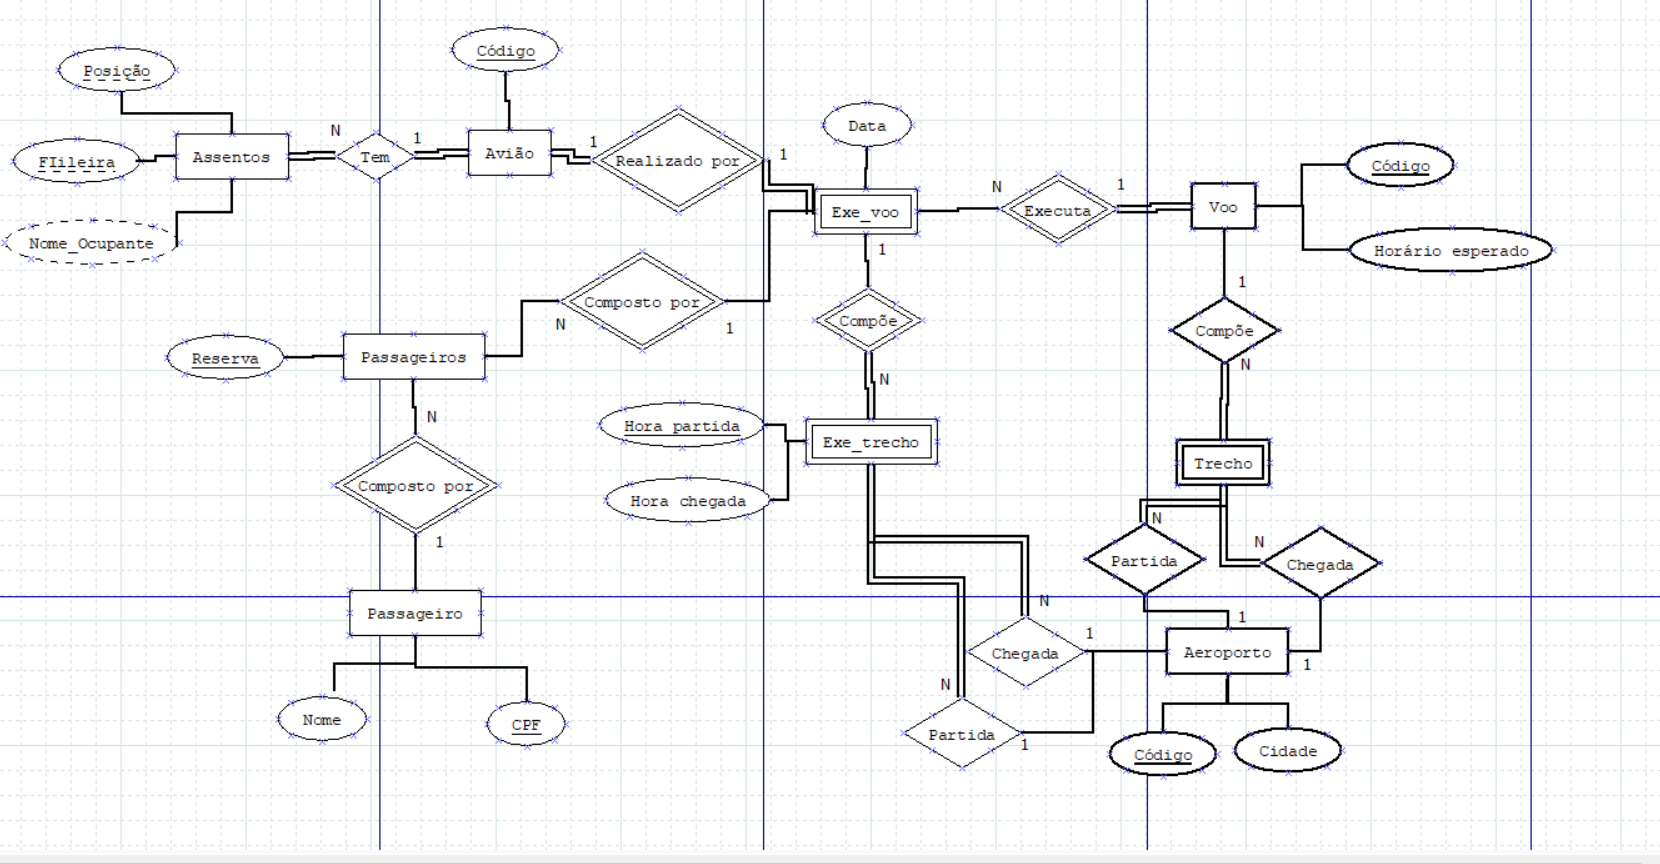 Código
Posição
Data
N
1
1
1
Assentos
Tem
Avião
Realizado por
FIileira
Código
N
1
Exe_voo
Executa
Voo
Nome_Ocupante
Horário esperado
1
1
Composto por
N
1
Compõe
Compõe
Reserva
Passageiros
N
N
N
Hora partida
Exe_trecho
Trecho
Composto por
Hora chegada
N
N
1
Partida
Chegada
N
Passageiro
1
1
Chegada
Aeroporto
1
N
Nome
CPF
Partida
1
Código
Cidade